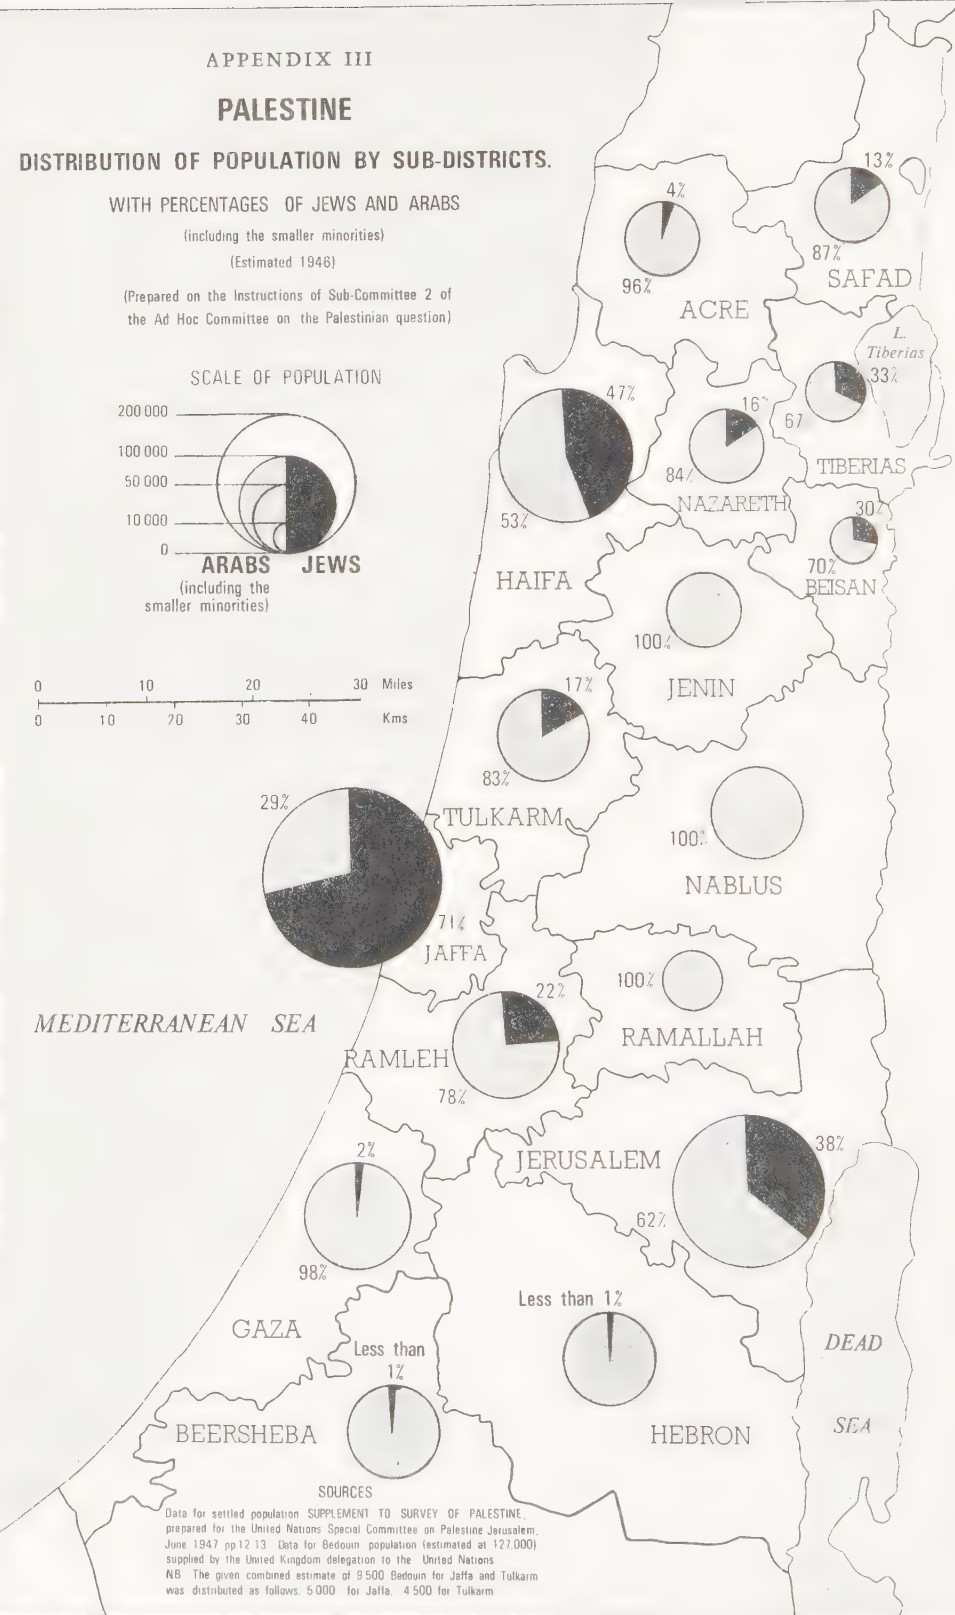 APPENDIX III
PALESTINE
DISTRIBUTION OF POPULATION BY SUB-DISTRICTS.
WITH PERCENTAGES OF JEWS AND ARABS
(including the smaller minorities)
(Estimated 1946)
(Prepared on the Instructions of Sub-Committee 2 of
the Ad Hoc Committee on the Palestinian question)
SCALE OF POPULATION
200 000
100 000
50 000
10 000
0
ARABS JEWS
(including the
smaller minorities)
0 10 20 30 Miles
0 10 20 30 40 Kms
13%
87%
SAFAD
4%
96%
ACRE
L.
Tiberias
33%
67
TIBERIAS
47%
53%
HAIFA
16%
84%
NAZARETH
30%
70%
BEISAN
100%
JENIN
17%
83%
TULKARM
100%
NABLUS
29%
71%
JAFFA
100%
RAMALLAH
MEDITERRANEAN SEA
22%
RAMLEH
78%
JERUSALEM
38%
62%
2%
98%
GAZA
Less than 1%
HEBRON
DEAD
SEA
Less than
1%
BEERSHEBA
SOURCES
Data for settled population SUPPLEMENT TO SURVEY OF PALESTINE,
prepared for the United Nations Special Committee on Palestine Jerusalem.
June 1947 pp 12 13 Data for Bedouin population (estimated at 127.000)
supplied by the United Kingdom delegation to the United Nations
N.B. The given combined estimate of 9 500 Bedouin for Jaffa and Tulkarm
was distributed as follows. 5 000 for Jaffa. 4 500 for Tulkarm